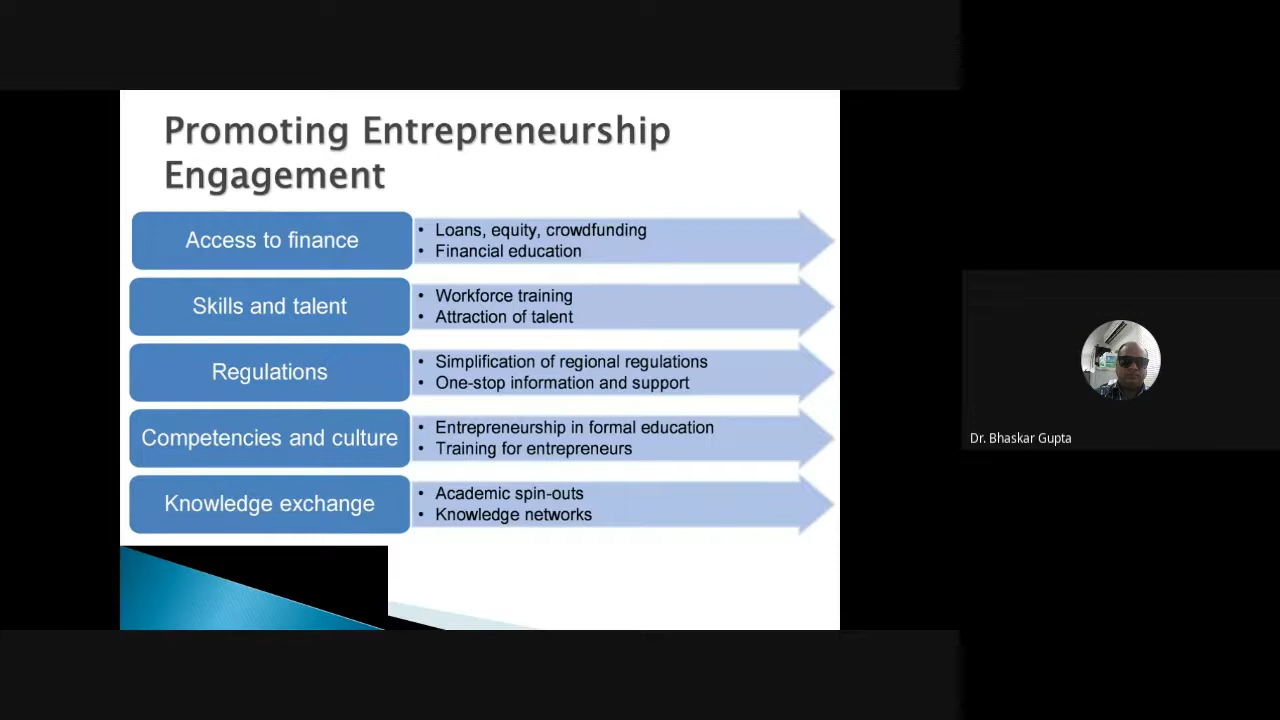 Promoting Entrepreneurship
Engagement
Access to finance
• Loans, equity, crowdfunding
• Financial education
Skills and talent
• Workforce training
• Attraction of talent
Regulations
• Simplification of regional regulations
• One-stop information and support
Competencies and culture
• Entrepreneurship in formal education
• Training for entrepreneurs
Knowledge exchange
• Academic spin-outs
• Knowledge networks
Dr. Bhaskar Gupta